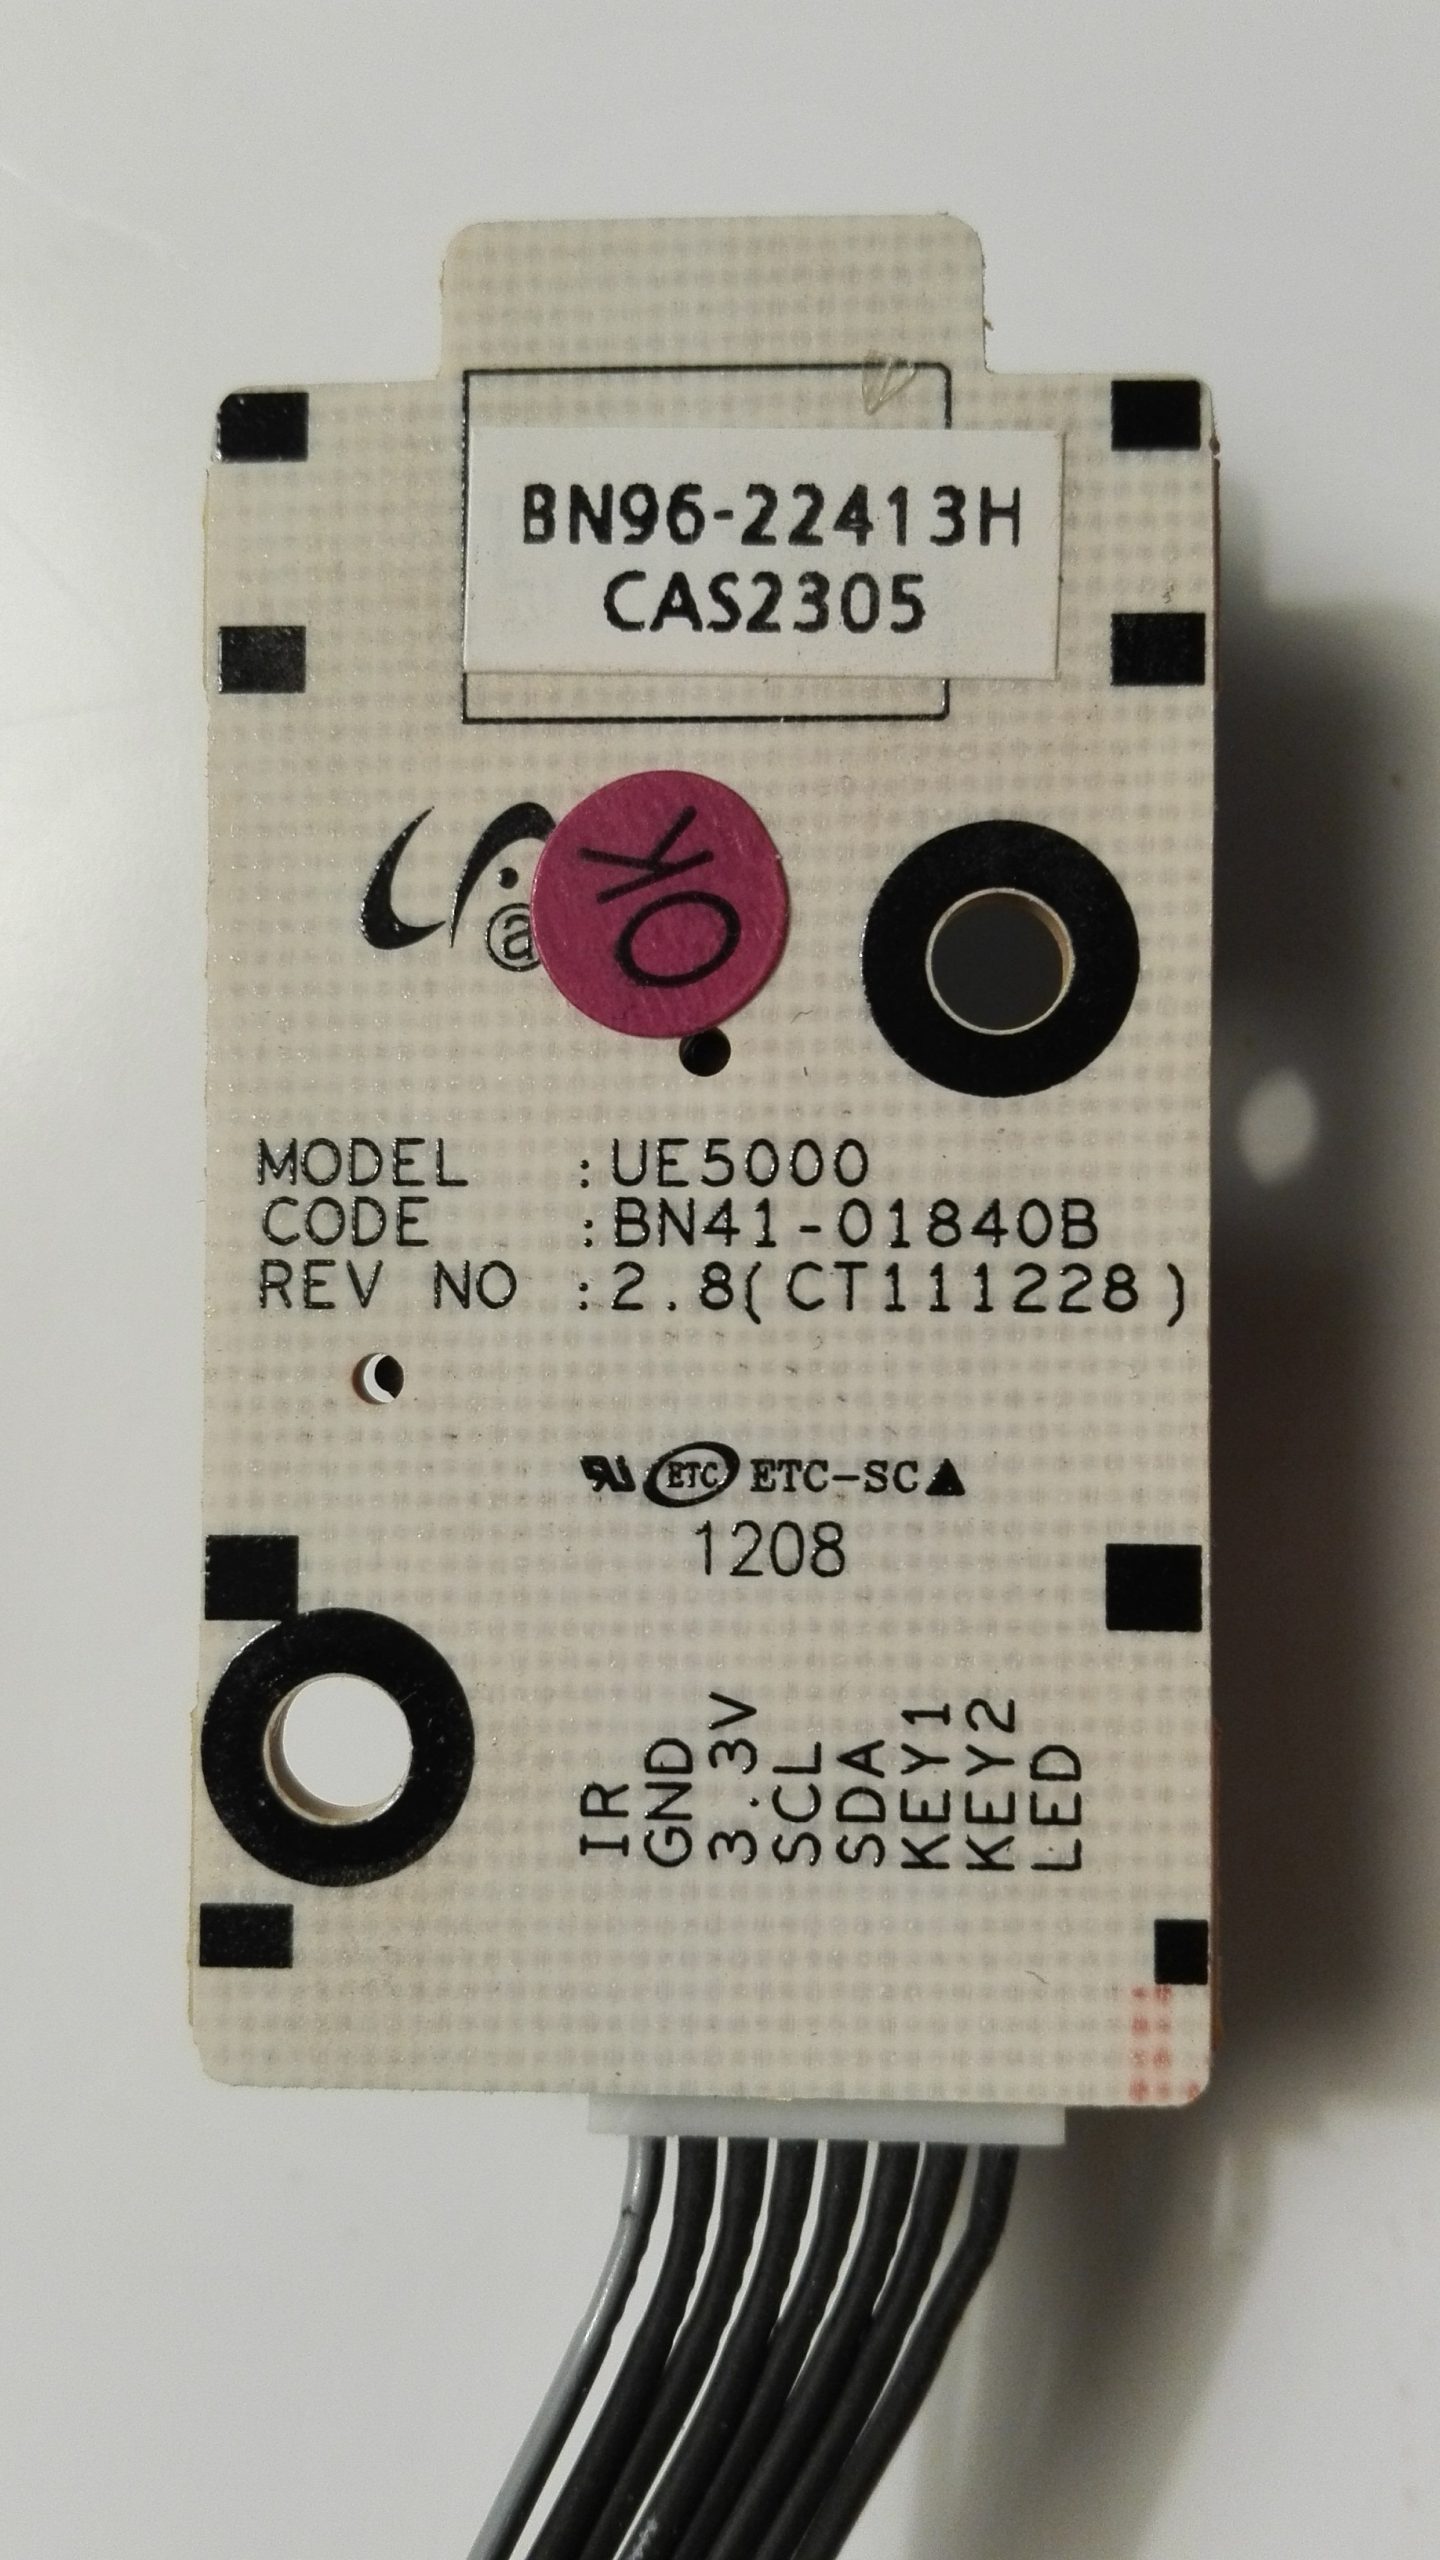 BN96-22413H
CAS2305
OK
a
MODEL : UE5000
CODE : BN41-01840B
REV NO : 2.8(CT111228)
ETC ETC-SC▲
1208
IR
GND
3.3V
SCL
SDA
KEY1
KEY2
LED